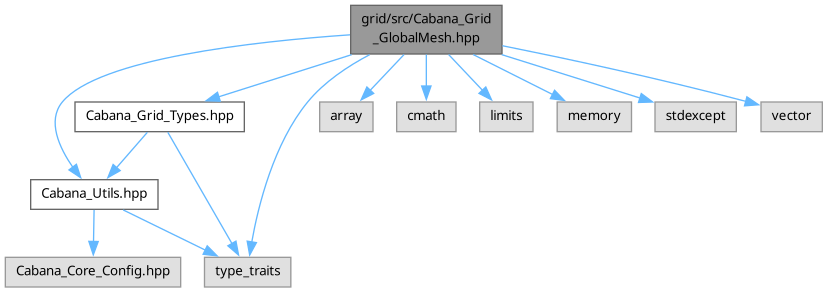 grid/src/Cabana_Grid
_GlobalMesh.hpp
Cabana_Grid_Types.hpp
array
cmath
limits
memory
stdexcept
vector
Cabana_Utils.hpp
Cabana_Core_Config.hpp
type_traits